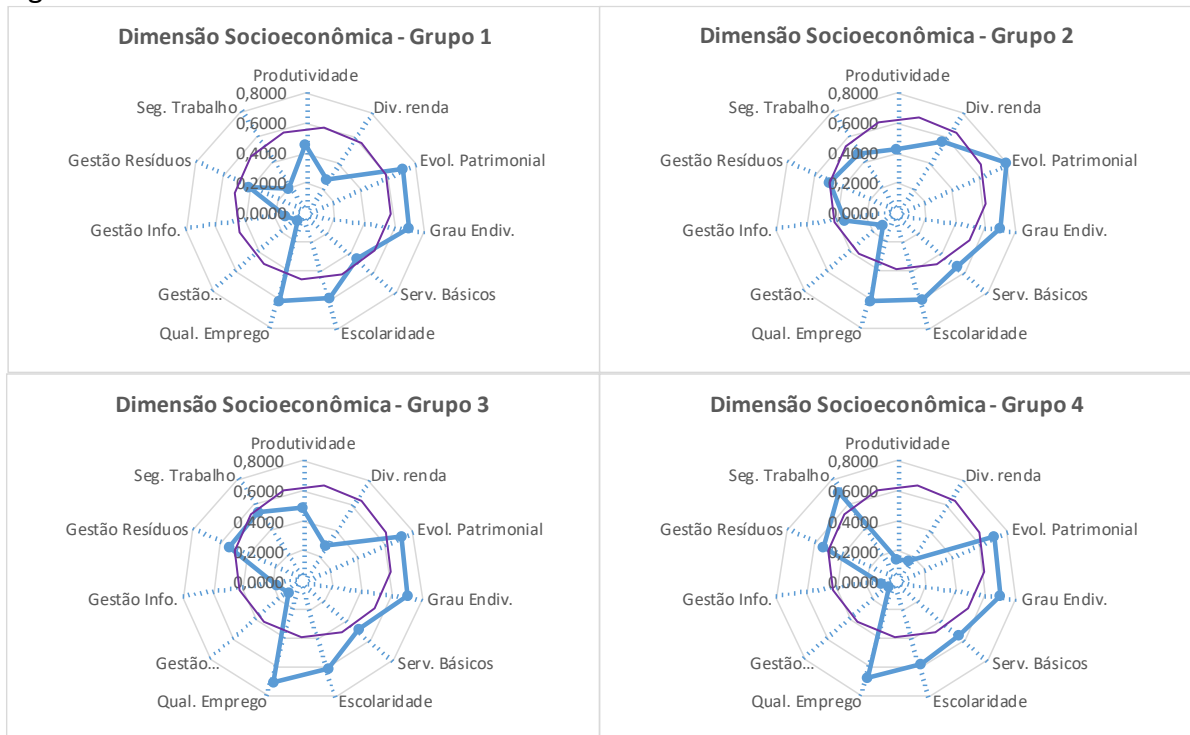 Dimensão Socioeconômica - Grupo 1
Produtividade
Div. renda
Evol. Patrimonial
Grau Endiv.
Serv. Básicos
Escolaridade
Qual. Emprego
Gestão...
Gestão Info.
Gestão Resíduos
Seg. Trabalho
0,8000
0,6000
0,4000
0,2000
0,0000
Dimensão Socioeconômica - Grupo 2
Produtividade
Div. renda
Evol. Patrimonial
Grau Endiv.
Serv. Básicos
Escolaridade
Qual. Emprego
Gestão...
Gestão Info.
Gestão Resíduos
Seg. Trabalho
0,8000
0,6000
0,4000
0,2000
0,0000
Dimensão Socioeconômica - Grupo 3
Produtividade
Div. renda
Evol. Patrimonial
Grau Endiv.
Serv. Básicos
Escolaridade
Qual. Emprego
Gestão...
Gestão Info.
Gestão Resíduos
Seg. Trabalho
0,8000
0,6000
0,4000
0,2000
0,0000
Dimensão Socioeconômica - Grupo 4
Produtividade
Div. renda
Evol. Patrimonial
Grau Endiv.
Serv. Básicos
Escolaridade
Qual. Emprego
Gestão...
Gestão Info.
Gestão Resíduos
Seg. Trabalho
0,8000
0,6000
0,4000
0,2000
0,0000